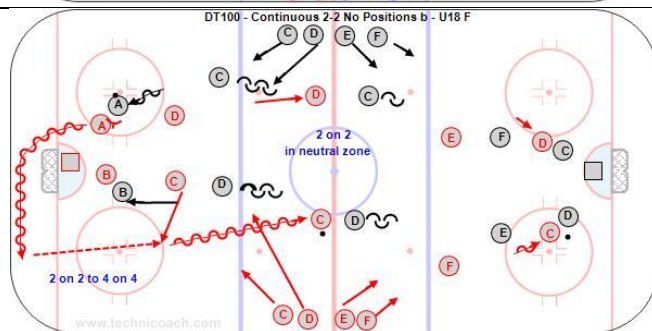 DT100 - Continuous 2-2 No Positions b - U18 F
C D E F
C
A
A
D
D
C
2 on 2
in neutral zone
E
F
D
C
B
B
C
D
C
D
E
C
D
F
2 on 2 to 4 on 4
C D E F
www.technicoach.com